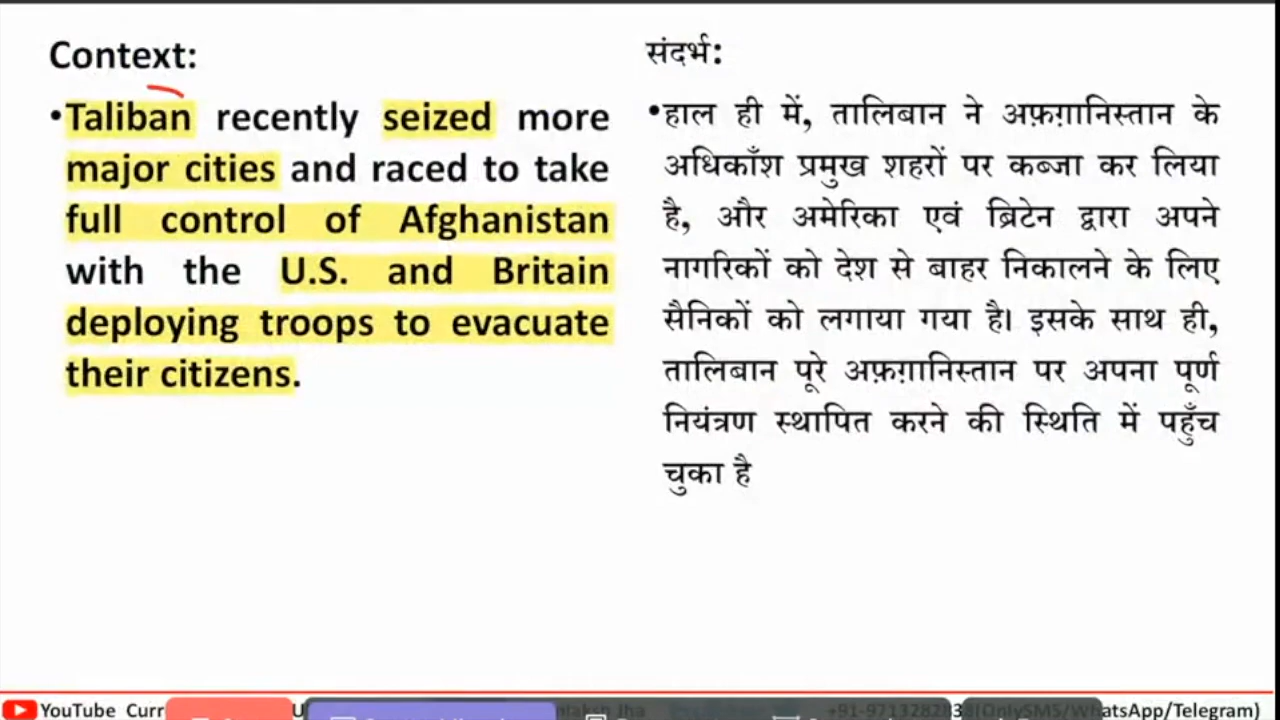 Context:
•Taliban recently seized more
major cities and raced to take
full control of Afghanistan
with the U.S. and Britain
deploying troops to evacuate
their citizens.
संदर्भ:
•हाल ही में, तालिबान ने अफ़ग़ानिस्तान के
अधिकाँश प्रमुख शहरों पर कब्जा कर लिया
है, और अमेरिका एवं ब्रिटेन द्वारा अपने
नागरिकों को देश से बाहर निकालने के लिए
सैनिकों को लगाया गया है। इसके साथ ही,
तालिबान पूरे अफ़ग़ानिस्तान पर अपना पूर्ण
नियंत्रण स्थापित करने की स्थिति में पहुँच
चुका है
YouTube Curr